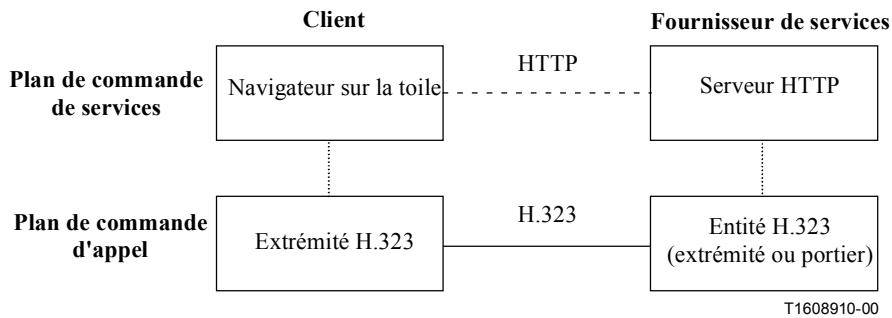 Client
Fournisseur de services
Plan de commande
de services
Navigateur sur la toile
HTTP
Serveur HTTP
Plan de commande
d'appel
Extrémité H.323
H.323
Entité H.323
(extrémité ou portier)
T1608910-00